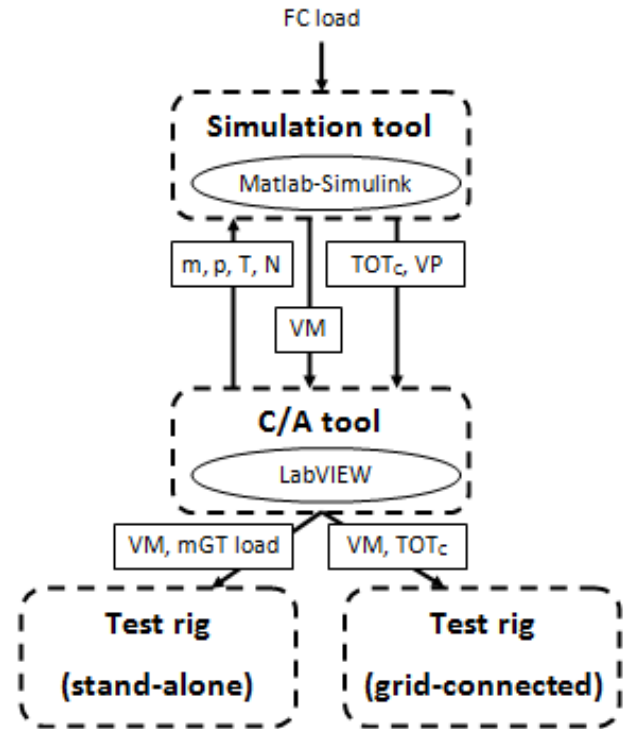 FC load
Simulation tool
Matlab-Simulink
m, p, T, N
TOTc, VP
VM
C/A tool
LabVIEW
VM, mGT load
VM, TOTc
Test rig
(stand-alone)
Test rig
(grid-connected)